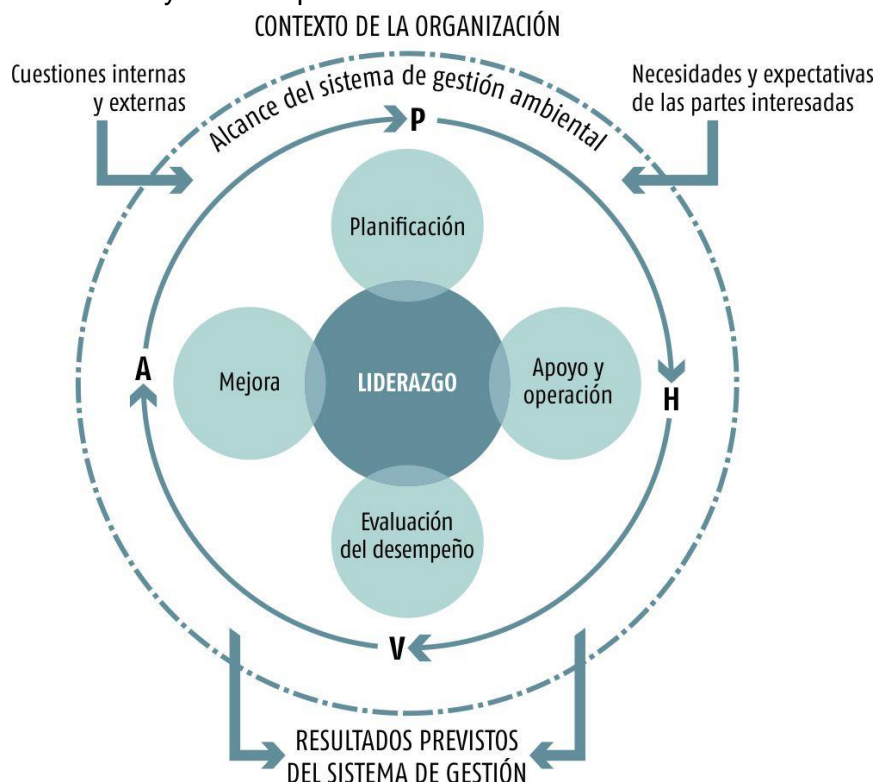 CONTEXTO DE LA ORGANIZACIÓN
Cuestiones internas
y externas
Necesidades y expectativas
de las partes interesadas
Alcance del sistema de gestión ambiental
P
Planificación
A
Mejora
LIDERAZGO
Apoyo y
operación
H
Evaluación
del desempeño
V
RESULTADOS PREVISTOS
DEL SISTEMA DE GESTIÓN